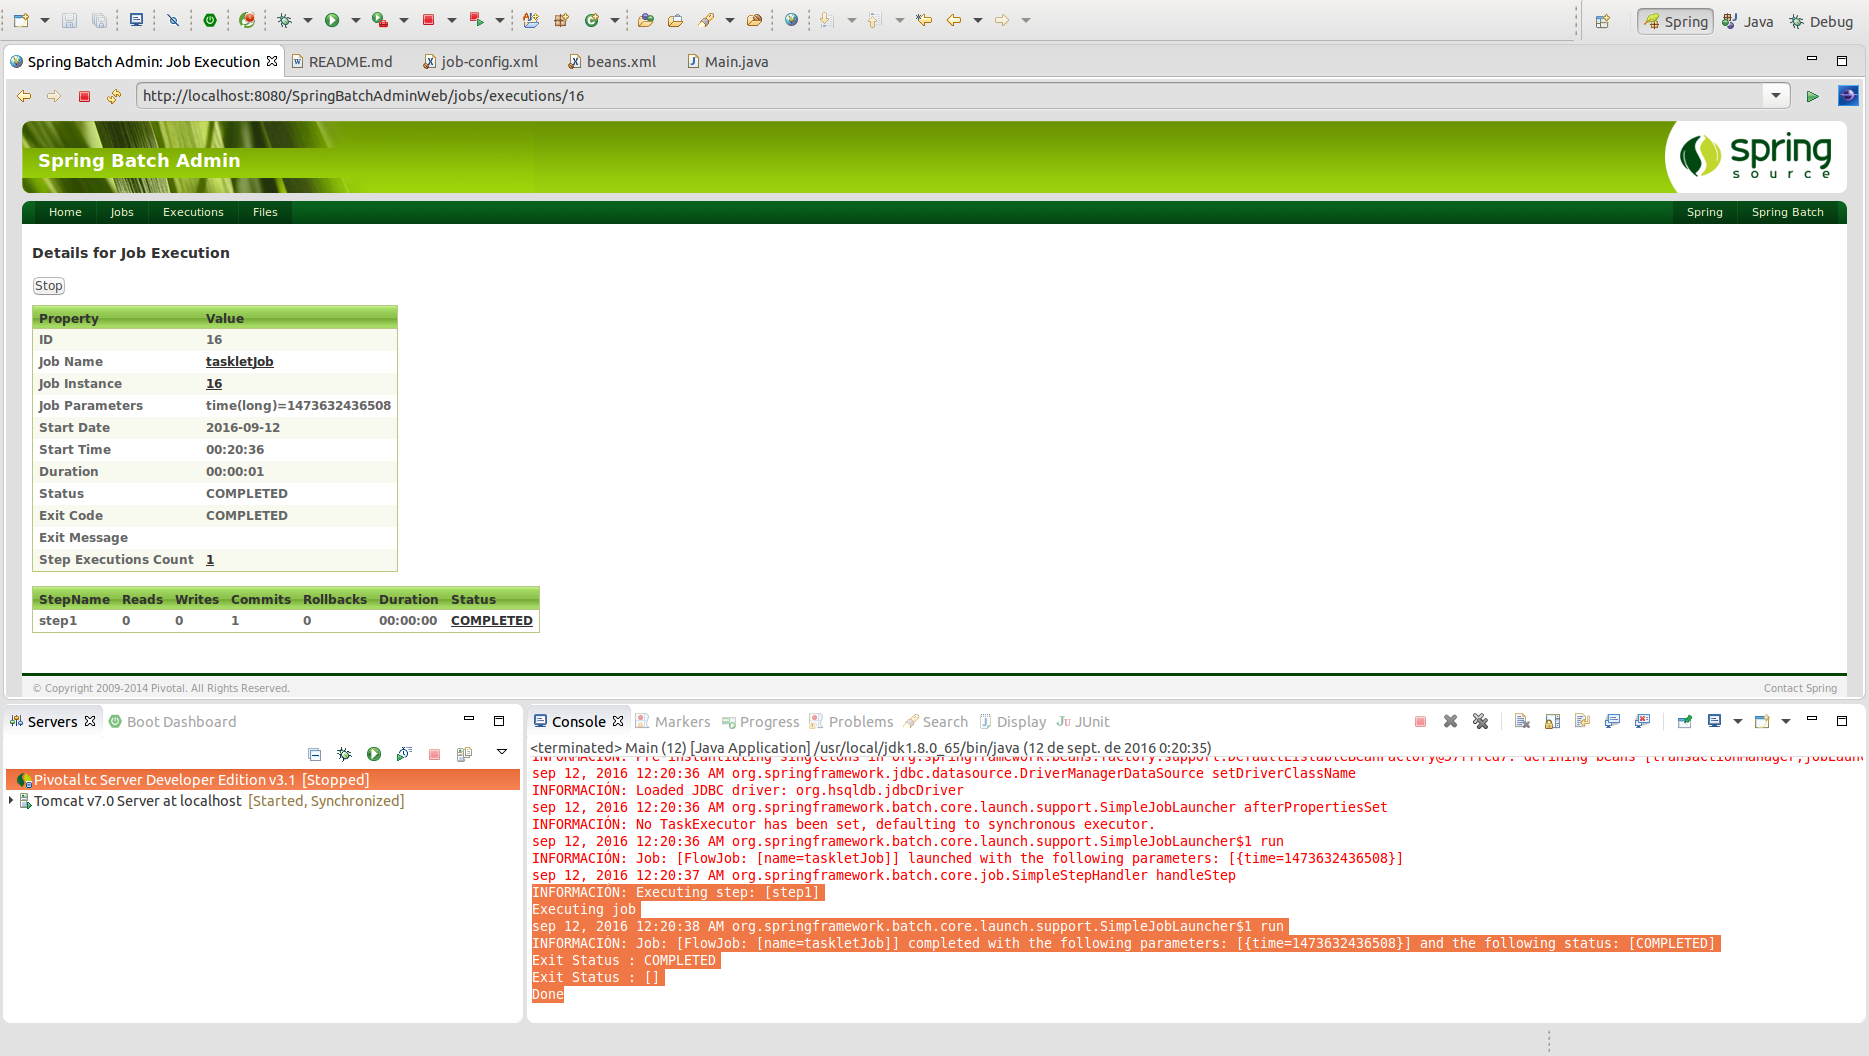 Spring Java Debug
Spring Batch Admin: Job Execution README.md job-config.xml beans.xml Main.java
http://localhost:8080/SpringBatchAdminWeb/jobs/executions/16
Spring Batch Admin
spring
source
Home Jobs Executions Files Spring Spring Batch
Details for Job Execution
Stop
Property Value
ID 16
Job Name taskletJob
Job Instance 16
Job Parameters time(long)=1473632436508
Start Date 2016-09-12
Start Time 00:20:36
Duration 00:00:01
Status COMPLETED
Exit Code COMPLETED
Exit Message
Step Executions Count 1
StepName Reads Writes Commits Rollbacks Duration Status
step1 0 0 1 0 00:00:00 COMPLETED
© Copyright 2009-2014 Pivotal. All Rights Reserved. Contact Spring
Servers Boot Dashboard
Pivotal tc Server Developer Edition v3.1 [Stopped]
Tomcat v7.0 Server at localhost [Started, Synchronized]
Console Markers Progress Problems Search Display JUnit
<terminated> Main (12) [Java Application] /usr/local/jdk1.8.0_65/bin/java (12 de sept. de 2016 0:20:35)
sep 12, 2016 12:20:36 AM org.springframework.jdbc.datasource.DriverManagerDataSource setDriverClassName
INFORMACIÓN: Loaded JDBC driver: org.hsqldb.jdbcDriver
sep 12, 2016 12:20:36 AM org.springframework.batch.core.launch.support.SimpleJobLauncher afterPropertiesSet
INFORMACIÓN: No TaskExecutor has been set, defaulting to synchronous executor.
sep 12, 2016 12:20:36 AM org.springframework.batch.core.launch.support.SimpleJobLauncher$1 run
INFORMACIÓN: Job: [FlowJob: [name=taskletJob]] launched with the following parameters: [{time=1473632436508}]
sep 12, 2016 12:20:37 AM org.springframework.batch.core.job.SimpleStepHandler handleStep
INFORMACIÓN: Executing step: [step1]
Executing job
sep 12, 2016 12:20:38 AM org.springframework.batch.core.launch.support.SimpleJobLauncher$1 run
INFORMACIÓN: Job: [FlowJob: [name=taskletJob]] completed with the following parameters: [{time=1473632436508}] and the following status: [COMPLETED]
Exit Status : COMPLETED
Exit Status : []
Done